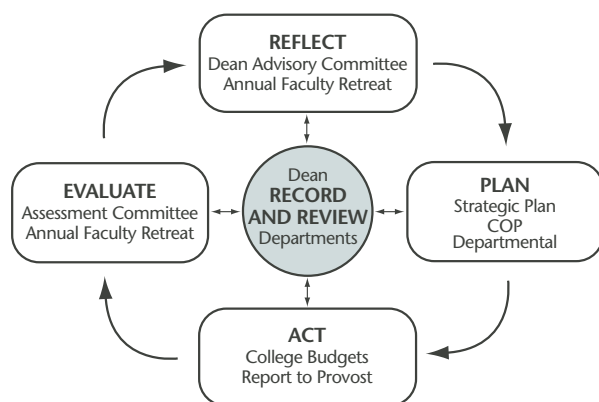 REFLECT
Dean Advisory Committee
Annual Faculty Retreat
EVALUATE
Assessment Committee
Annual Faculty Retreat
Dean
RECORD
AND REVIEW
Departments
PLAN
Strategic Plan
COP
Departmental
ACT
College Budgets
Report to Provost